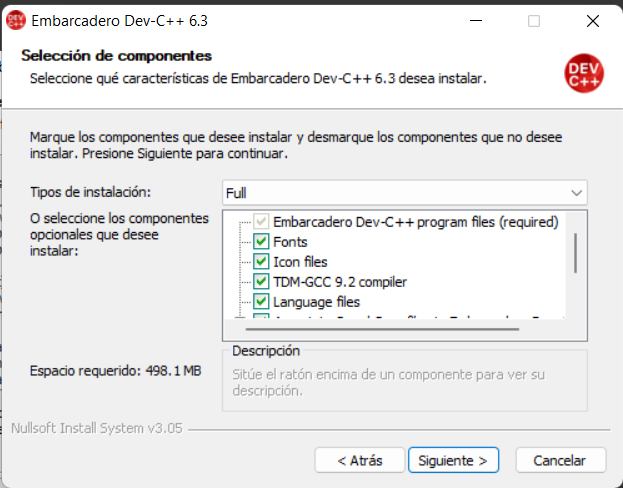 Embarcadero Dev-C++ 6.3
Selección de componentes
Seleccione qué características de Embarcadero Dev-C++ 6.3 desea instalar.
DEV
C++
Marque los componentes que desee instalar y desmarque los componentes que no desee
instalar. Presione Siguiente para continuar.
Tipos de instalación:
Full
O seleccione los componentes
opcionales que desee
instalar:
Embarcadero Dev-C++ program files (required)
Fonts
Icon files
TDM-GCC 9.2 compiler
Language files
Espacio requerido: 498.1 MB
Descripción
Sitúe el ratón encima de un componente para ver su
descripción.
Nullsoft Install System v3.05
< Atrás
Siguiente >
Cancelar